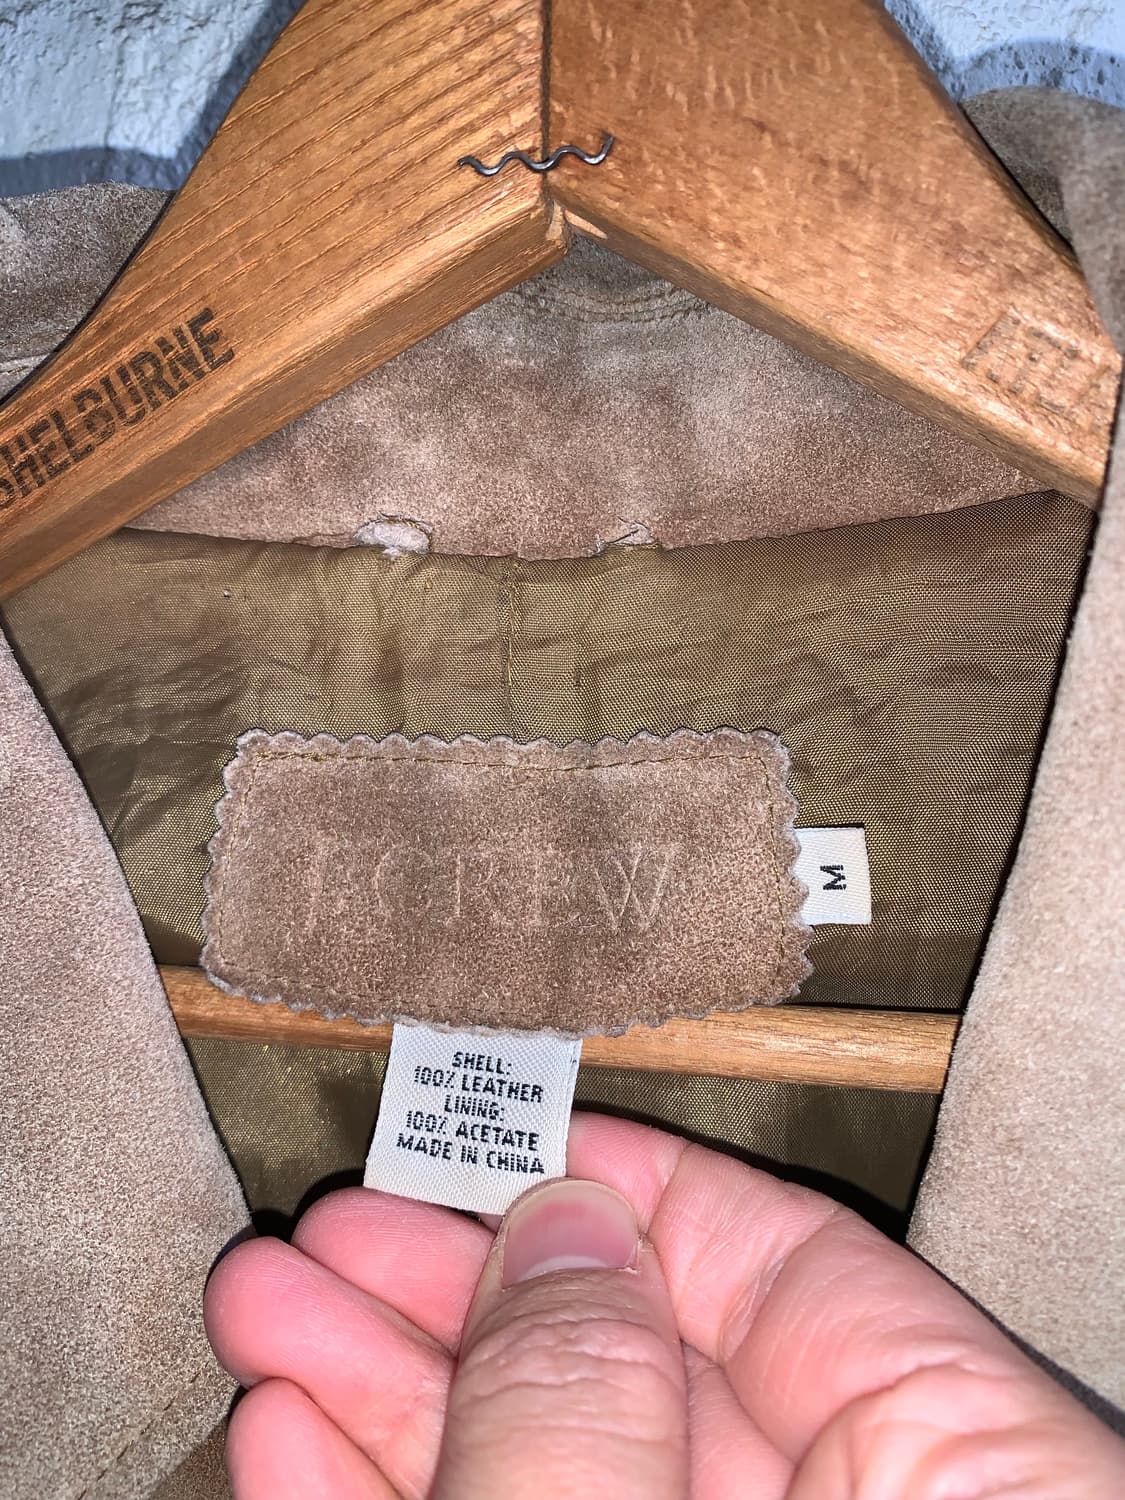 SHELBURNE
J.CREW
M
SHELL:
100% LEATHER
LINING:
100% ACETATE
MADE IN CHINA